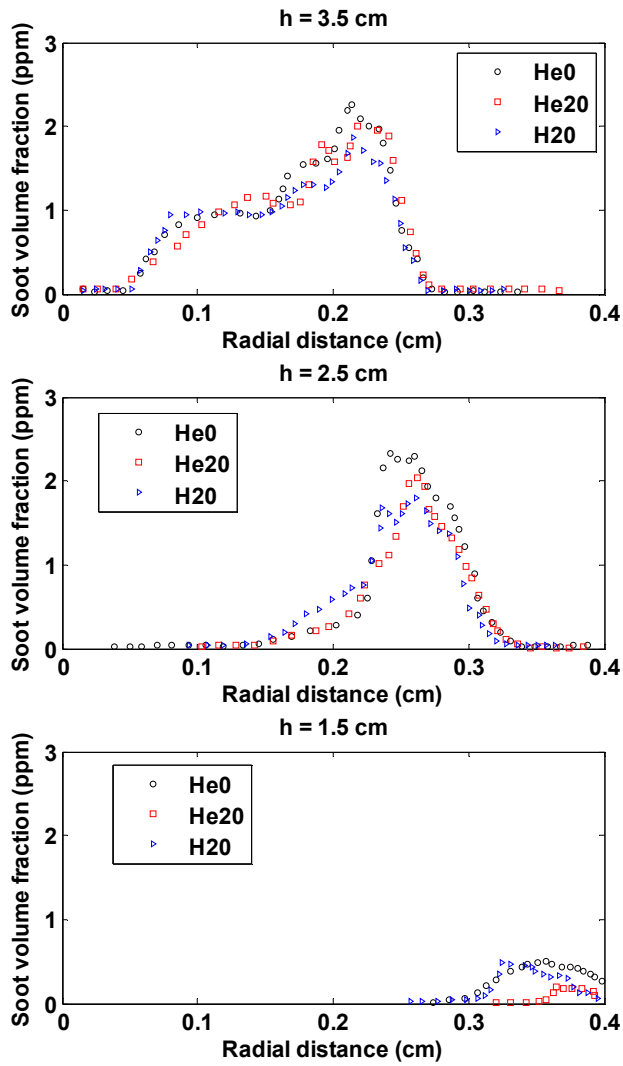 h = 3.5 cm
3
2
1
0
Soot volume fraction (ppm)
He0
He20
H20
0 0.1 0.2 0.3 0.4
Radial distance (cm)
h = 2.5 cm
3
2
1
0
Soot volume fraction (ppm)
He0
He20
H20
0 0.1 0.2 0.3 0.4
Radial distance (cm)
h = 1.5 cm
3
2
1
0
Soot volume fraction (ppm)
He0
He20
H20
0 0.1 0.2 0.3 0.4
Radial distance (cm)